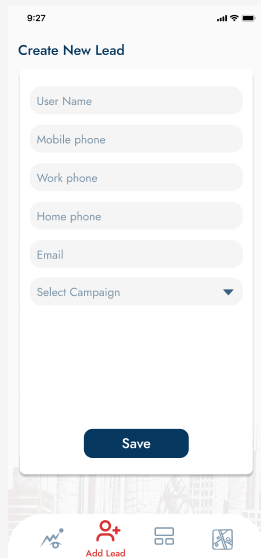 9:27
Create New Lead
User Name
Mobile phone
Work phone
Home phone
Email
Select Campaign
Save
Add Lead